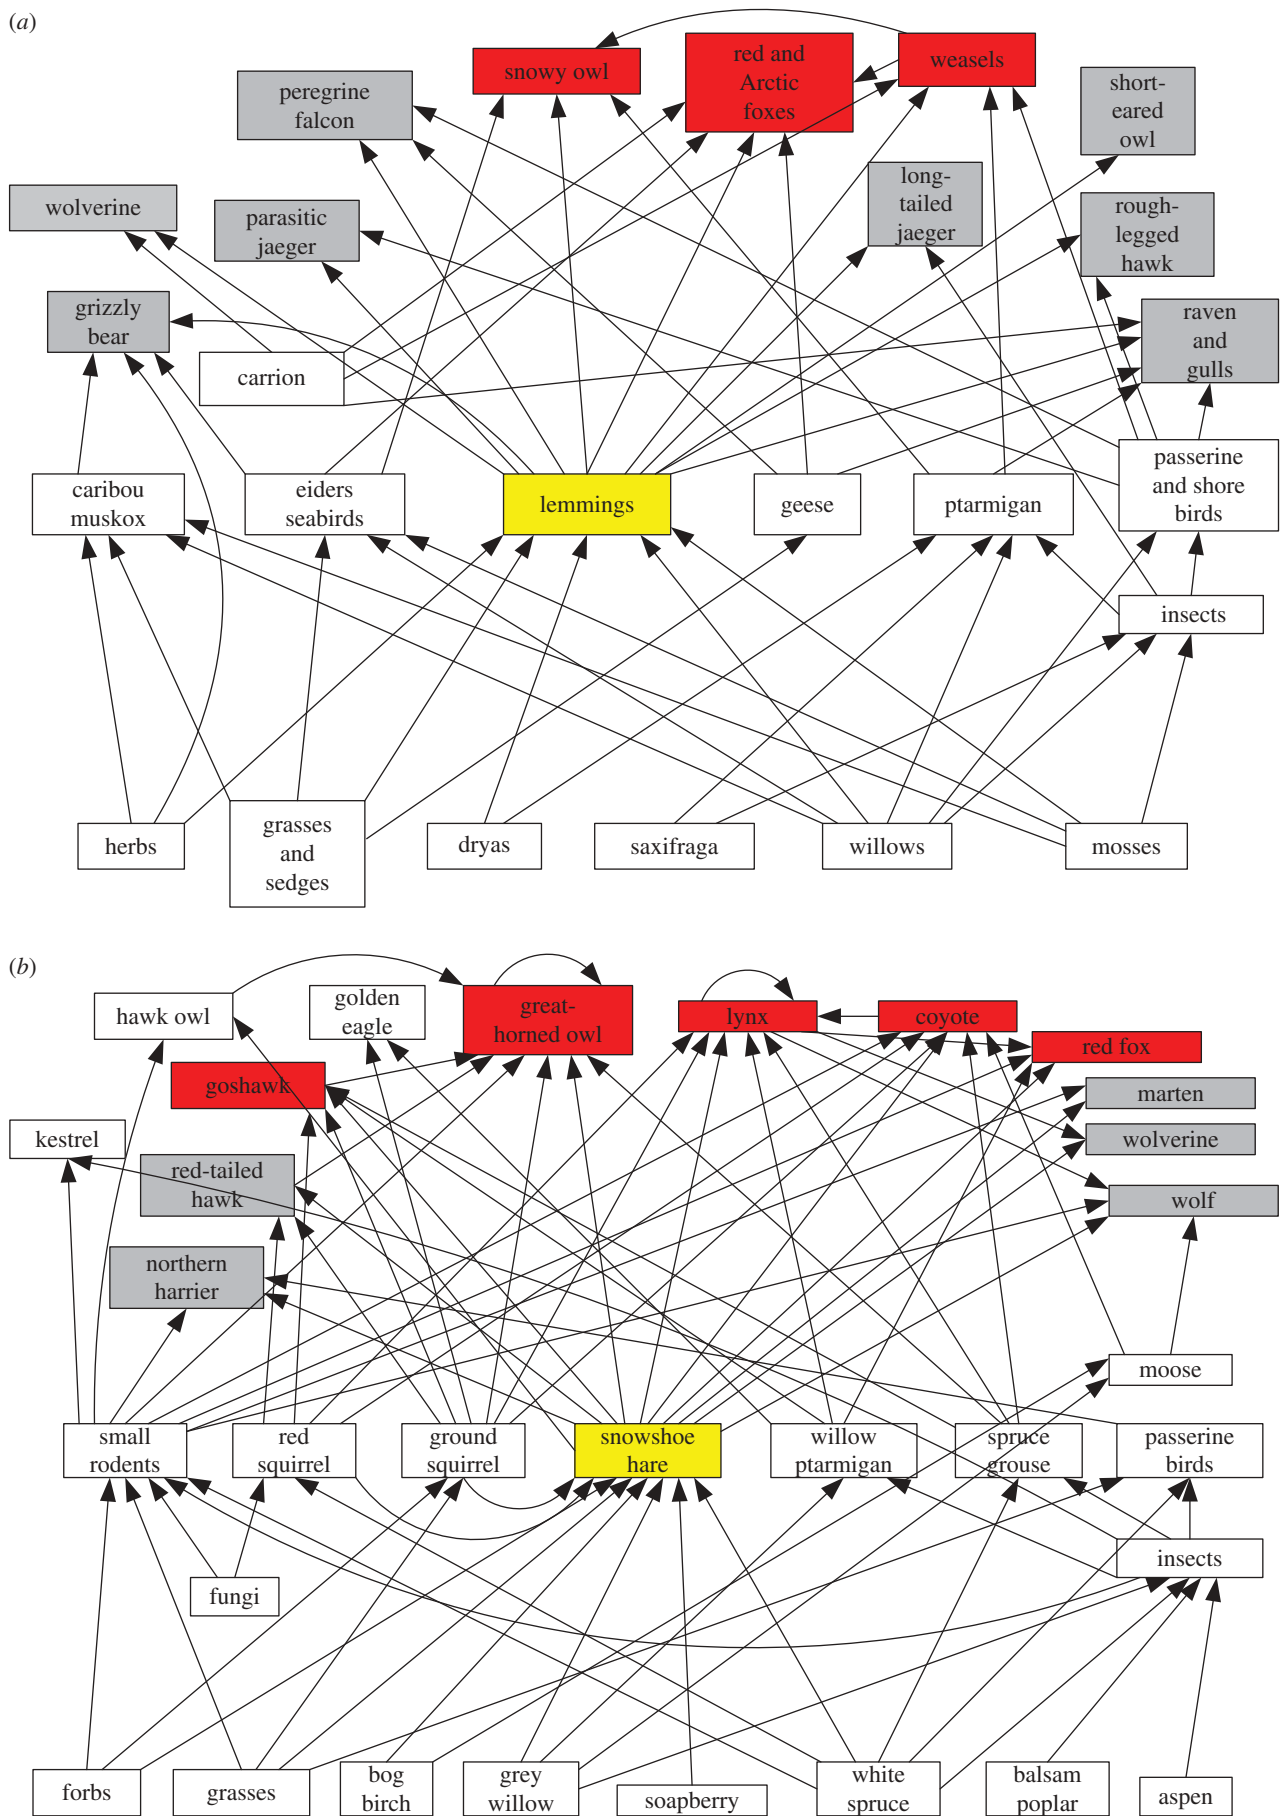 (a)
snowy owl
red and
Arctic
foxes
weasels
peregrine
falcon
short-
eared
owl
wolverine
parasitic
jaeger
long-
tailed
jaeger
rough-
legged
hawk
grizzly
bear
carrion
raven
and
gulls
caribou
muskox
eiders
seabirds
lemmings
geese
ptarmigan
passerine
and shore
birds
insects
herbs
grasses
and
sedges
dryas
saxifraga
willows
mosses
(b)
hawk owl
golden
eagle
great-
horned owl
lynx
coyote
red fox
goshawk
marten
kestrel
wolverine
red-tailed
hawk
wolf
northern
harrier
moose
small
rodents
red
squirrel
ground
squirrel
snowshoe
hare
willow
ptarmigan
spruce
grouse
passerine
birds
insects
fungi
forbs
grasses
bog
birch
grey
willow
soapberry
white
spruce
balsam
poplar
aspen